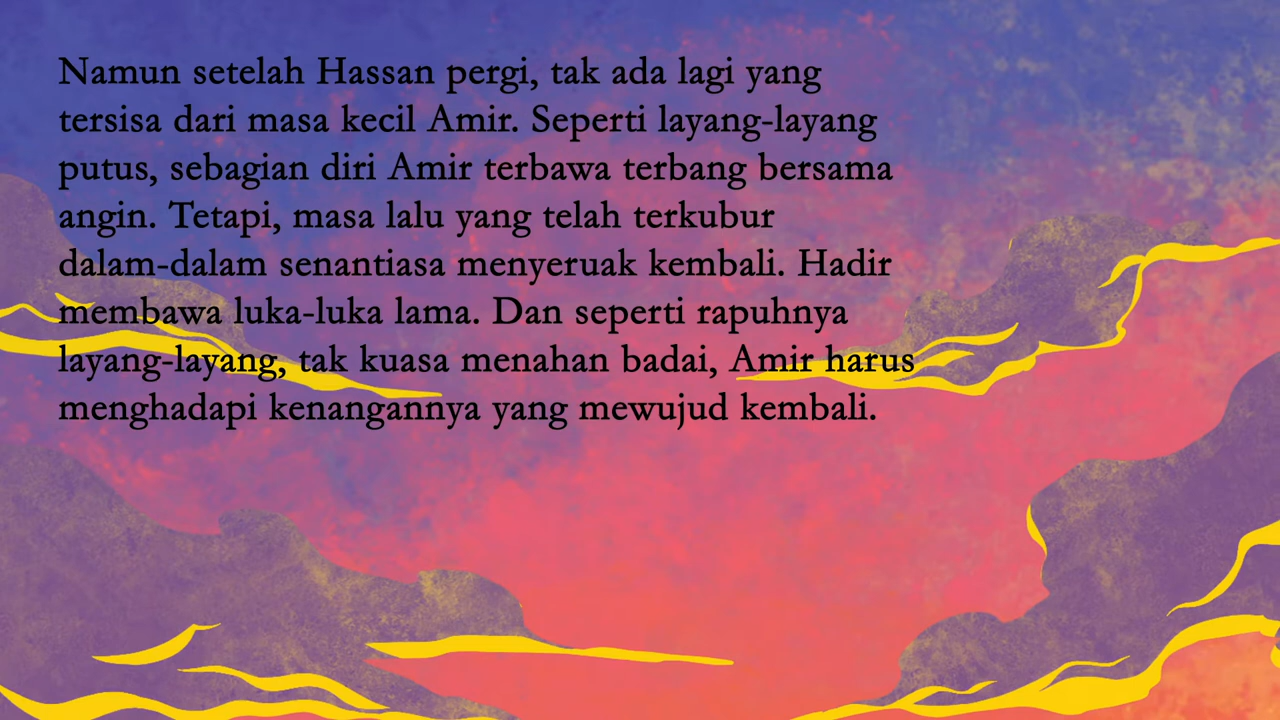 Namun setelah Hassan pergi, tak ada lagi yang
tersisa dari masa kecil Amir. Seperti layang-layang
putus, sebagian diri Amir terbawa terbang bersama
angin. Tetapi, masa lalu yang telah terkubur
dalam-dalam senantiasa menyeruak kembali. Hadir
membawa luka-luka lama. Dan seperti rapuhnya
layang-layang, tak kuasa menahan badai, Amir harus
menghadapi kenangannya yang mewujud kembali.